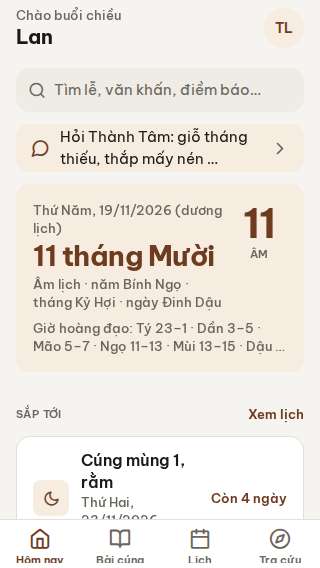 Chào buổi chiều
Lan
TL
Tìm lễ, văn khấn, điềm báo...
Hỏi Thành Tâm: giỗ tháng
thiếu, thắp mấy nén ...
Thứ Năm, 19/11/2026 (dương
lịch)
11 tháng Mười
11
ÂM
Âm lịch · năm Bính Ngọ ·
tháng Kỷ Hợi · ngày Đinh Dậu
Giờ hoàng đạo: Tý 23–1 · Dần 3–5 ·
Mão 5–7 · Ngọ 11–13 · Mùi 13–15 · Dậu ...
SẮP TỚI
Xem lịch
Cúng mùng 1,
rằm
Thứ Hai,
23/11/2026
Còn 4 ngày
Hôm nay
Bài cúng
Lịch
Tra cứu